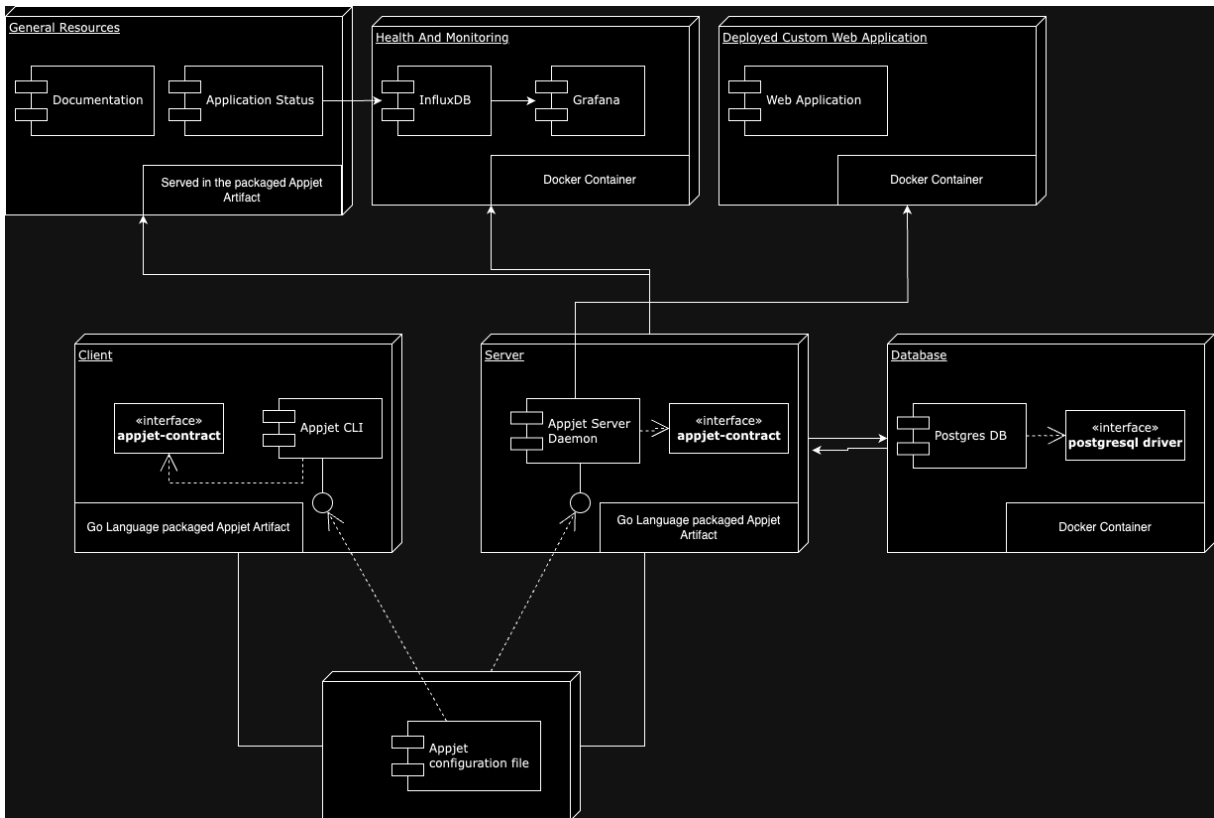 General Resources
Documentation
Application Status
Served in the packaged Appjet
Artifact
Health And Monitoring
InfluxDB
Grafana
Docker Container
Deployed Custom Web Application
Web Application
Docker Container
Client
«interface»
appjet-contract
Appjet CLI
Go Language packaged Appjet Artifact
Server
Appjet Server
Daemon
«interface»
appjet-contract
Go Language packaged Appjet
Artifact
Database
Postgres DB
«interface»
postgresql driver
Docker Container
Appjet
configuration file